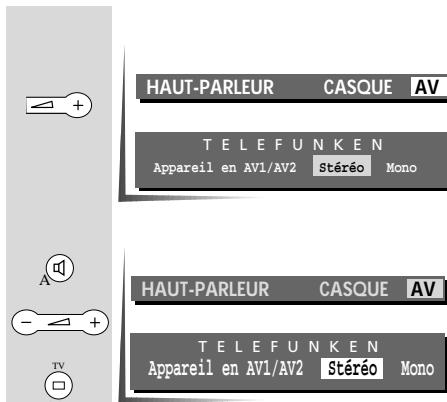 HAUT-PARLEUR CASQUE AV
+
TELEFUNKEN
Appareil en AV1/AV2 Stéréo Mono
A
HAUT-PARLEUR CASQUE AV
- +
TELEFUNKEN
Appareil en AV1/AV2 Stéréo Mono
TV